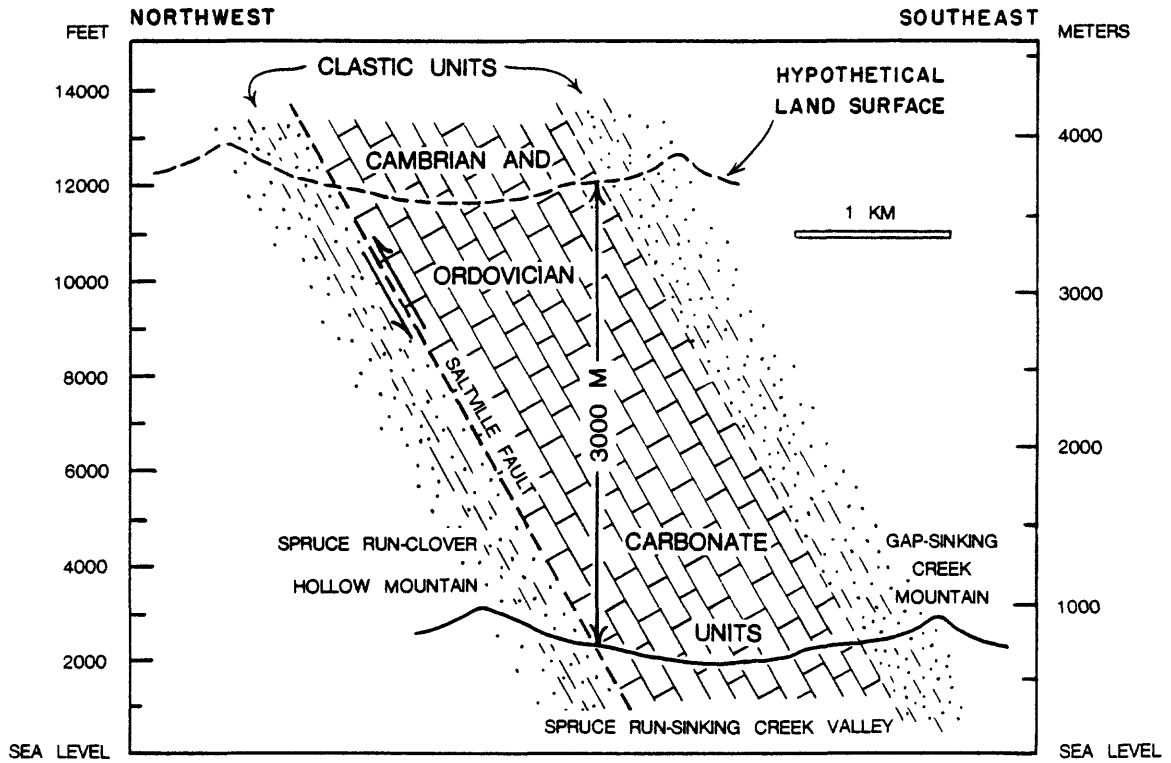 NORTHWEST
SOUTHEAST
FEET
METERS
CLASTIC UNITS
HYPOTHETICAL
LAND SURFACE
14000
4000
CAMBRIAN AND
12000
1 KM
ORDOVICIAN
10000
3000
8000
SALTVILLE FAULT
3000 M
2000
6000
SPRUCE RUN-CLOVER
HOLLOW MOUNTAIN
CARBONATE
GAP-SINKING
CREEK
MOUNTAIN
4000
1000
UNITS
2000
SPRUCE RUN-SINKING CREEK VALLEY
SEA LEVEL
SEA LEVEL